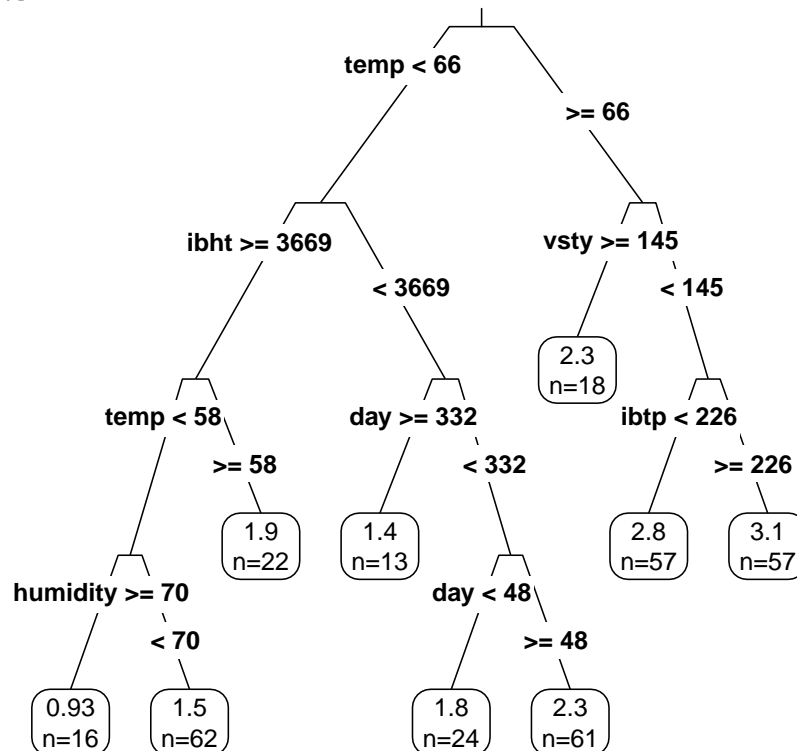 temp < 66
>= 66
ibht >= 3669
vsty >= 145
< 3669
< 145
2.3
n=18
temp < 58
day >= 332
ibtp < 226
>= 58
< 332
>= 226
1.9
n=22
1.4
n=13
2.8
n=57
3.1
n=57
humidity >= 70
day < 48
< 70
>= 48
0.93
n=16
1.5
n=62
1.8
n=24
2.3
n=61